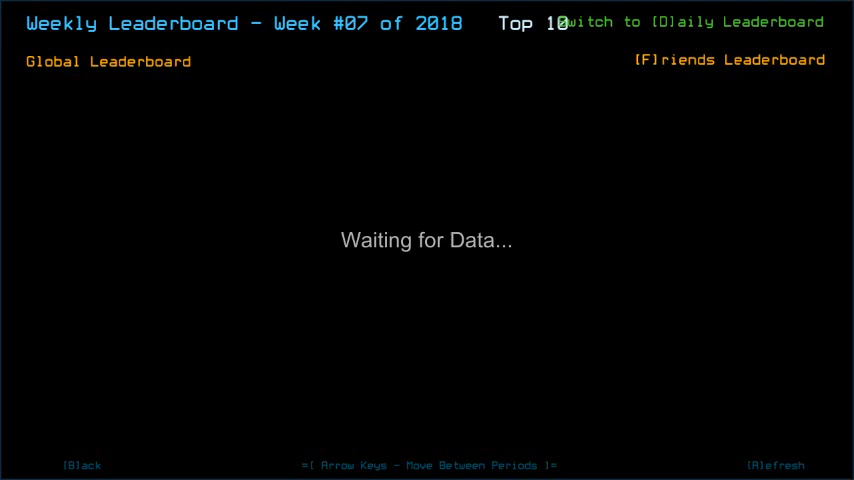 Weekly Leaderboard - Week #07 of 2018 Top 10 Switch to [D]aily Leaderboard
Global Leaderboard [F]riends Leaderboard
Waiting for Data...
[B]ack =[ Arrow Keys - Move Between Periods ]= [R]efresh